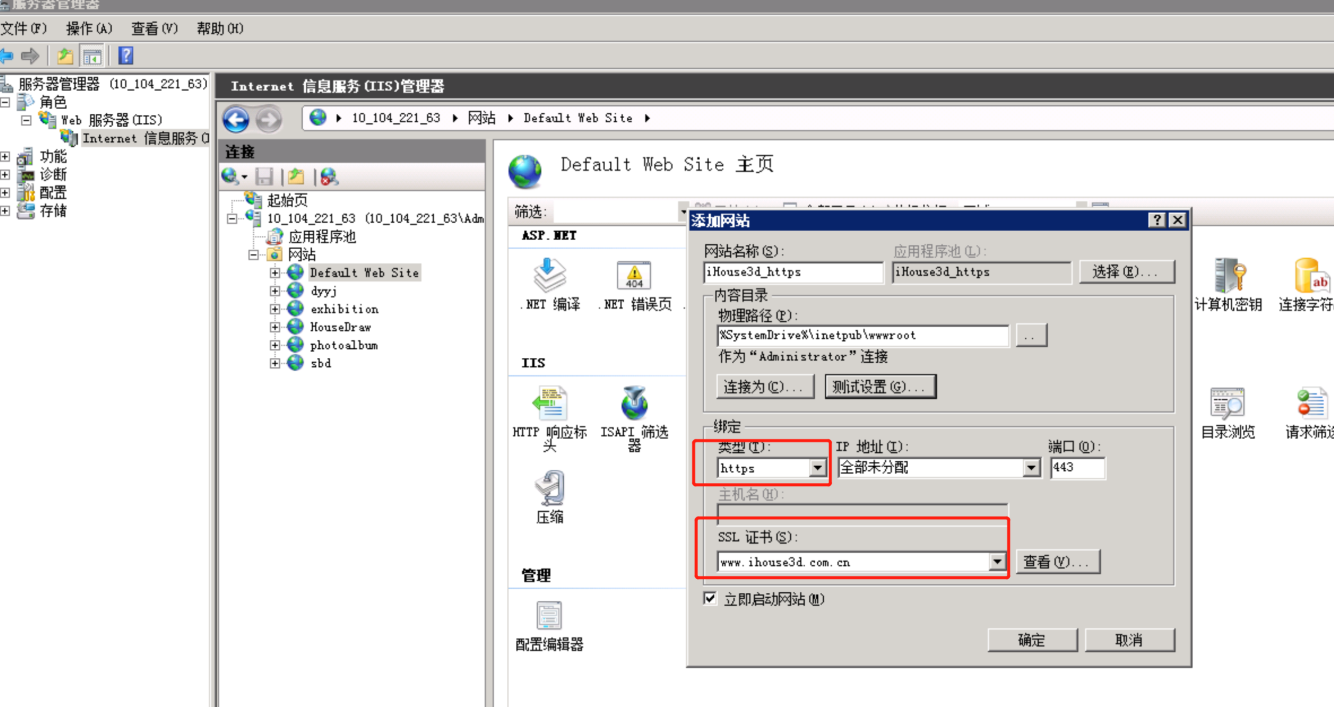 服务器管理器
文件(F) 操作(A) 查看(V) 帮助(H)
服务器管理器 (10_104_221_63)
角色
Web 服务器(IIS)
Internet 信息服务(I
功能
诊断
配置
存储
Internet 信息服务(IIS)管理器
10_104_221_63 网站 Default Web Site
连接
起始页
10_104_221_63 (10_104_221_63\Adm
应用程序池
网站
Default Web Site
dyyj
exhibition
HouseDraw
photoalbum
sbd
Default Web Site 主页
筛选:
ASP.NET
.NET 编译
.NET 错误页
404
计算机密钥
连接字符
ab
IIS
HTTP 响应标头
ISAPI 筛选器
目录浏览
请求筛选
压缩
管理
配置编辑器
添加网站
网站名称(S): 应用程序池(L):
iHouse3d_https iHouse3d_https 选择(E)...
内容目录
物理路径(P):
%SystemDrive%\inetpub\wwwroot ..
作为“Administrator”连接
连接为(C)... 测试设置(G)...
绑定
类型(T): IP 地址(I): 端口(O):
https 全部未分配 443
主机名(H):
SSL 证书(S):
www.ihouse3d.com.cn 查看(V)...
立即启动网站(M)
确定 取消